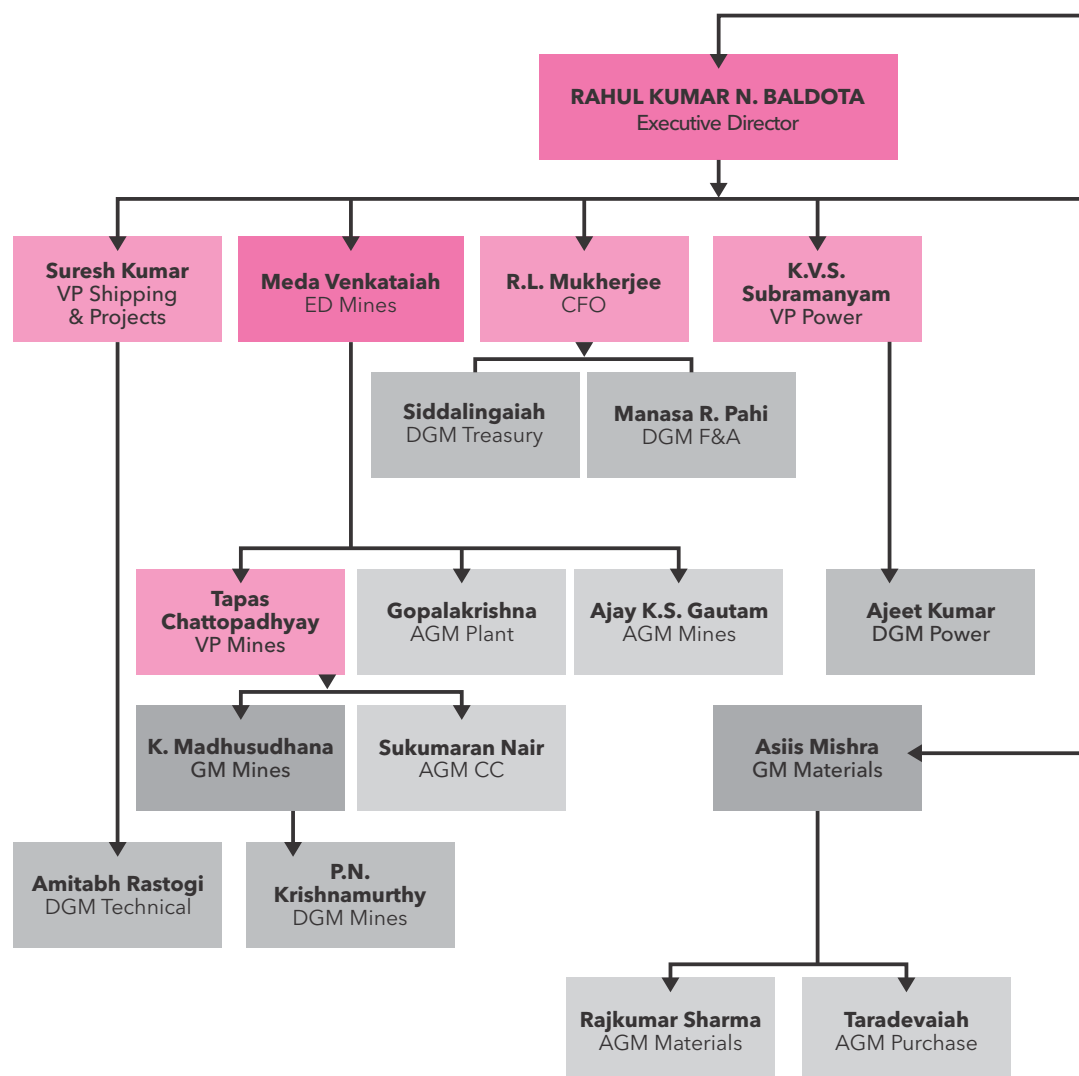 RAHUL KUMAR N. BALDOTA
Executive Director
Suresh Kumar
VP Shipping
& Projects
Meda Venkataiah
ED Mines
R.L. Mukherjee
CFO
K.V.S.
Subramanyam
VP Power
Siddalingaiah
DGM Treasury
Manasa R. Pahi
DGM F&A
Tapas
Chattopadhyay
VP Mines
Gopalakrishna
AGM Plant
Ajay K.S. Gautam
AGM Mines
Ajeet Kumar
DGM Power
K. Madhusudhana
GM Mines
Sukumaran Nair
AGM CC
Asiis Mishra
GM Materials
Amitabh Rastogi
DGM Technical
P.N.
Krishnamurthy
DGM Mines
Rajkumar Sharma
AGM Materials
Taradevaiah
AGM Purchase